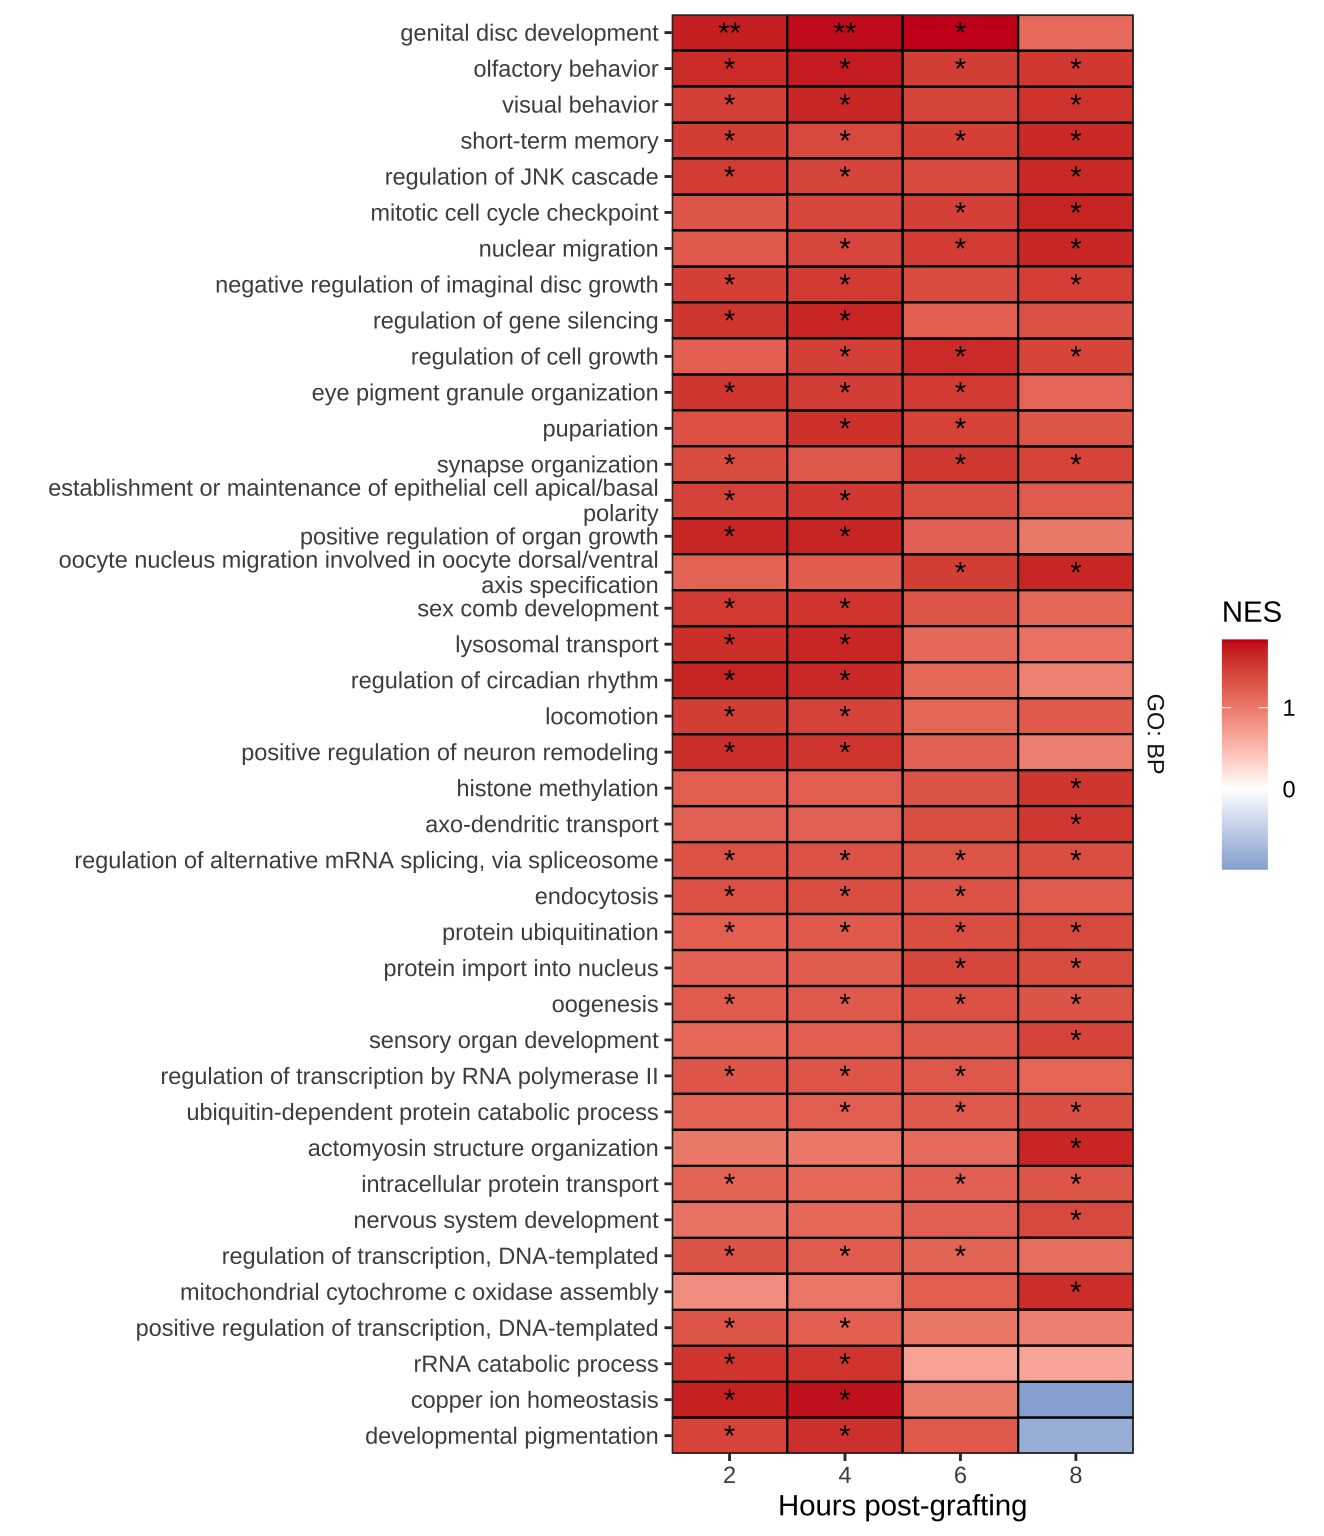 genital disc development ** ** *
olfactory behavior * * * *
visual behavior * * *
short-term memory * * * *
regulation of JNK cascade * * *
mitotic cell cycle checkpoint * *
nuclear migration * * *
negative regulation of imaginal disc growth * * *
regulation of gene silencing * *
regulation of cell growth * * *
eye pigment granule organization * * *
pupariation * *
synapse organization * * *
establishment or maintenance of epithelial cell apical/basal
polarity * *
positive regulation of organ growth * *
oocyte nucleus migration involved in oocyte dorsal/ventral
axis specification * *
sex comb development * *
lysosomal transport * *
regulation of circadian rhythm * *
locomotion * *
positive regulation of neuron remodeling * *
histone methylation *
axo-dendritic transport *
regulation of alternative mRNA splicing, via spliceosome * * * *
endocytosis * * *
protein ubiquitination * * * *
protein import into nucleus * *
oogenesis * * * *
sensory organ development *
regulation of transcription by RNA polymerase II * * *
ubiquitin-dependent protein catabolic process * * *
actomyosin structure organization *
intracellular protein transport * * *
nervous system development *
regulation of transcription, DNA-templated * * *
mitochondrial cytochrome c oxidase assembly *
positive regulation of transcription, DNA-templated * *
rRNA catabolic process * *
copper ion homeostasis * *
developmental pigmentation * *
2 4 6 8
Hours post-grafting
GO: BP
NES
1
0